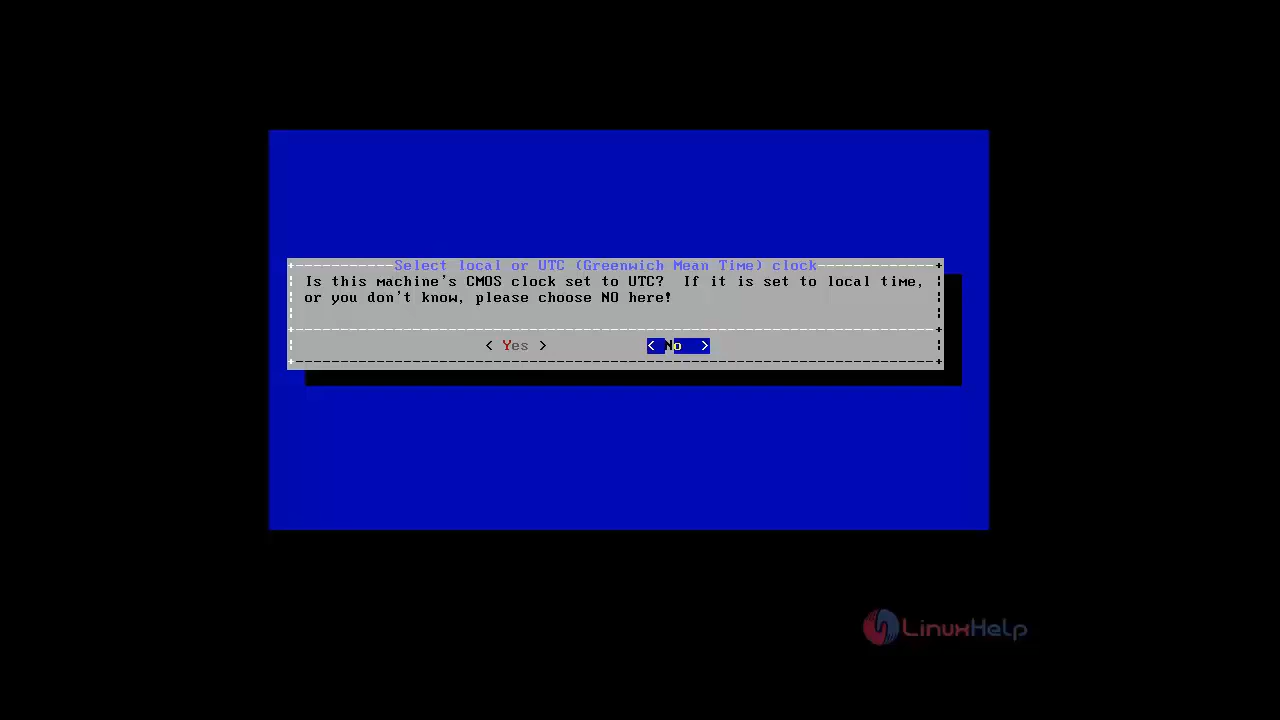 Select local or UTC (Greenwich Mean Time) clock
Is this machine's CMOS clock set to UTC?  If it is set to local time,
or you don't know, please choose NO here!
< Yes > < No >
LinuxHelp